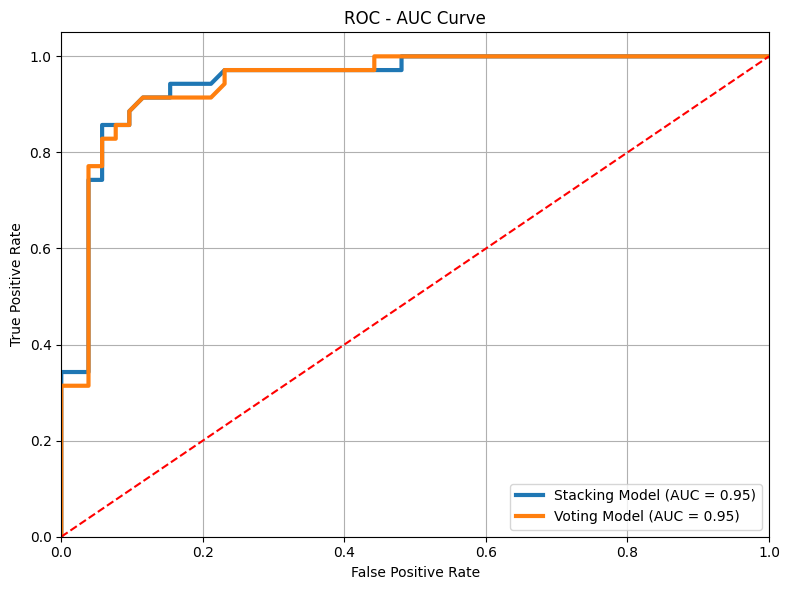 ROC - AUC Curve
True Positive Rate
1.0
0.8
0.6
0.4
0.2
0.0
0.0 0.2 0.4 0.6 0.8 1.0
False Positive Rate
Stacking Model (AUC = 0.95)
Voting Model (AUC = 0.95)